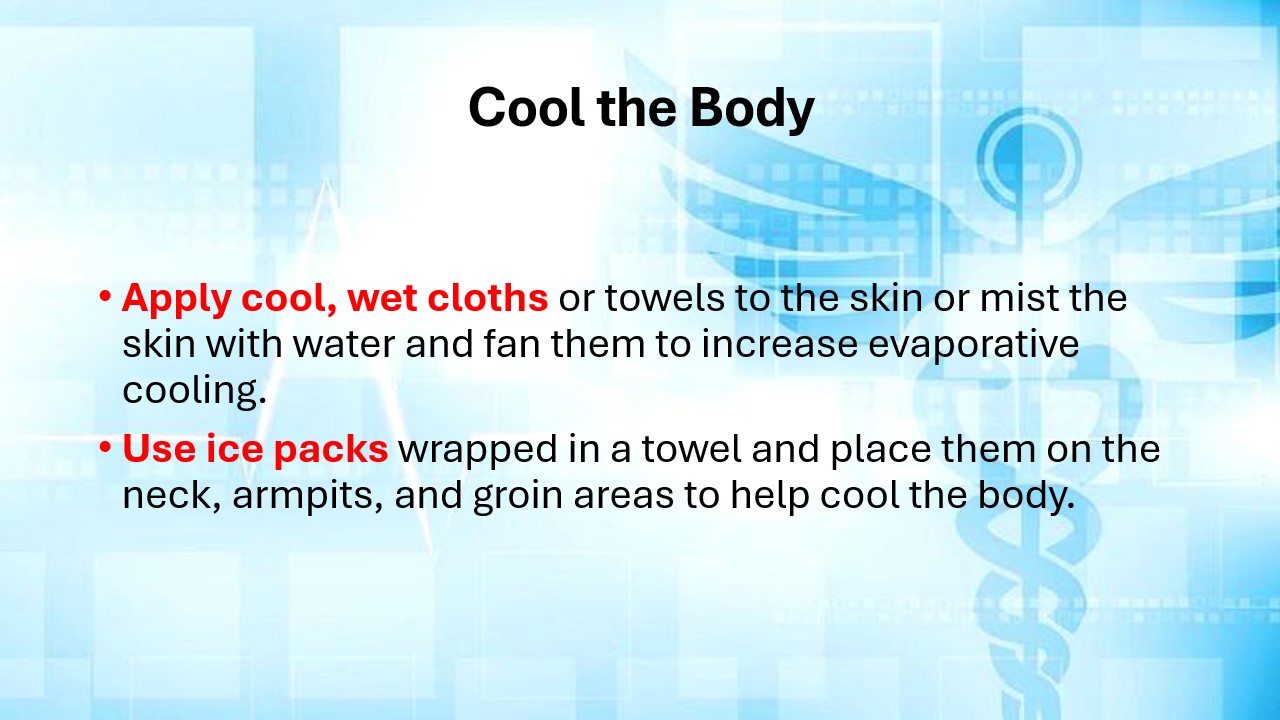 Cool the Body
• Apply cool, wet cloths or towels to the skin or mist the
skin with water and fan them to increase evaporative
cooling.
• Use ice packs wrapped in a towel and place them on the
neck, armpits, and groin areas to help cool the body.